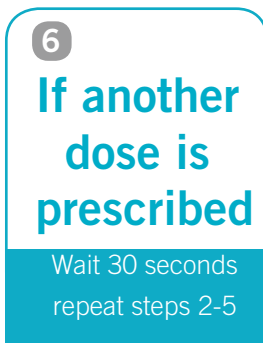 6
If another
dose is
prescribed
Wait 30 seconds
repeat steps 2-5